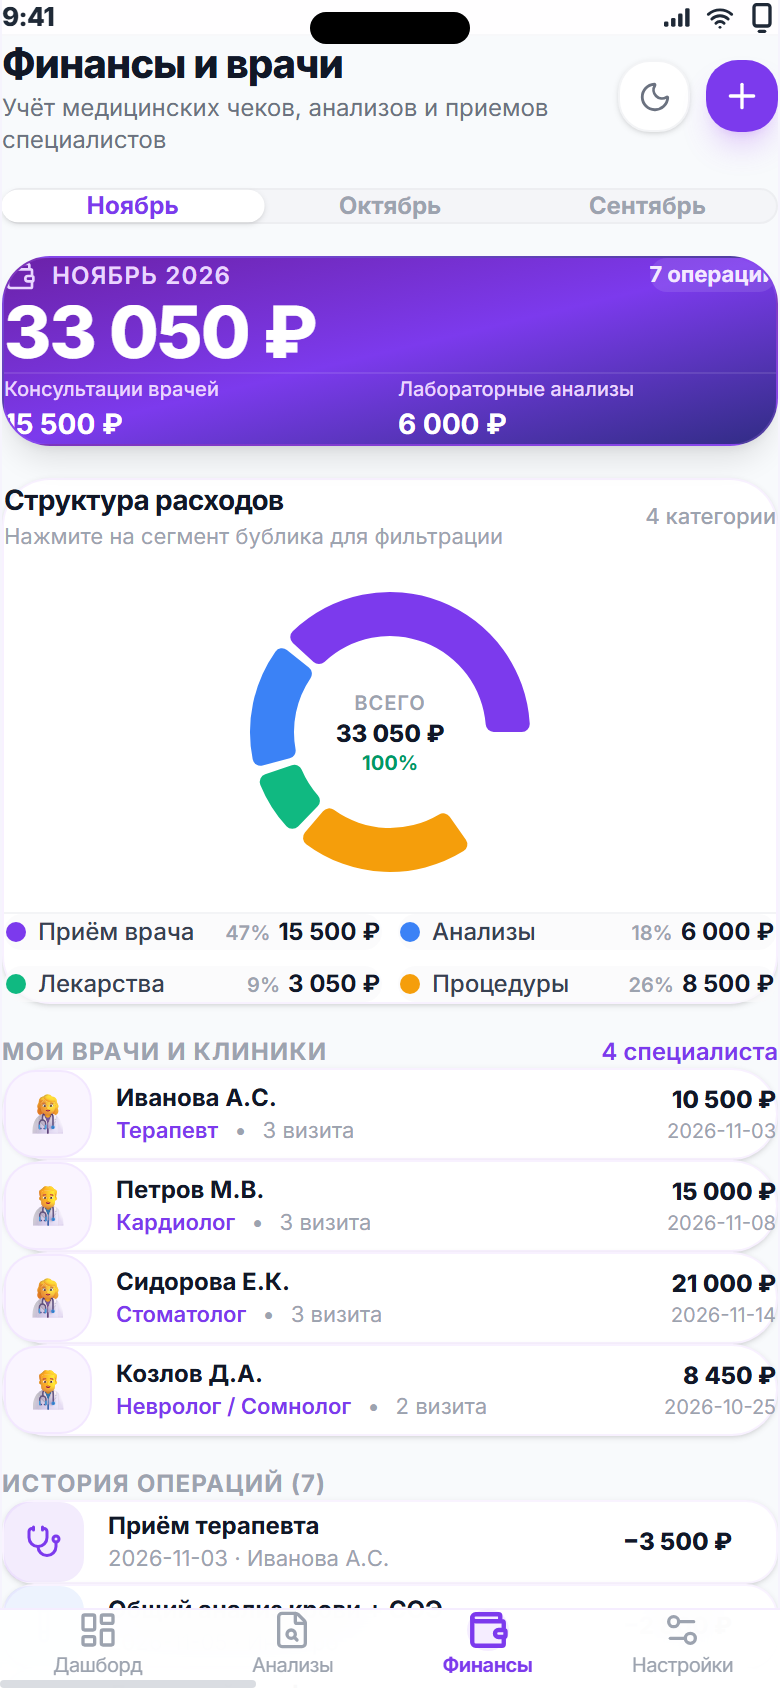 9:41
Финансы и врачи
Учёт медицинских чеков, анализов и приемов
специалистов
Ноябрь Октябрь Сентябрь
НОЯБРЬ 2026 7 операций
33 050 ₽
Консультации врачей Лабораторные анализы
15 500 ₽ 6 000 ₽
Структура расходов
4 категории
Нажмите на сегмент бублика для фильтрации
ВСЕГО
33 050 ₽
100%
Приём врача 47% 15 500 ₽ Анализы 18% 6 000 ₽
Лекарства 9% 3 050 ₽ Процедуры 26% 8 500 ₽
МОИ ВРАЧИ И КЛИНИКИ 4 специалиста
Иванова А.С. 10 500 ₽
Терапевт • 3 визита 2026-11-03
Петров М.В. 15 000 ₽
Кардиолог • 3 визита 2026-11-08
Сидорова Е.К. 21 000 ₽
Стоматолог • 3 визита 2026-11-14
Козлов Д.А. 8 450 ₽
Невролог / Сомнолог • 2 визита 2026-10-25
ИСТОРИЯ ОПЕРАЦИЙ (7)
Приём терапевта −3 500 ₽
2026-11-03 · Иванова А.С.
Общий анализ крови + СОЭ
Дашборд Анализы Финансы Настройки